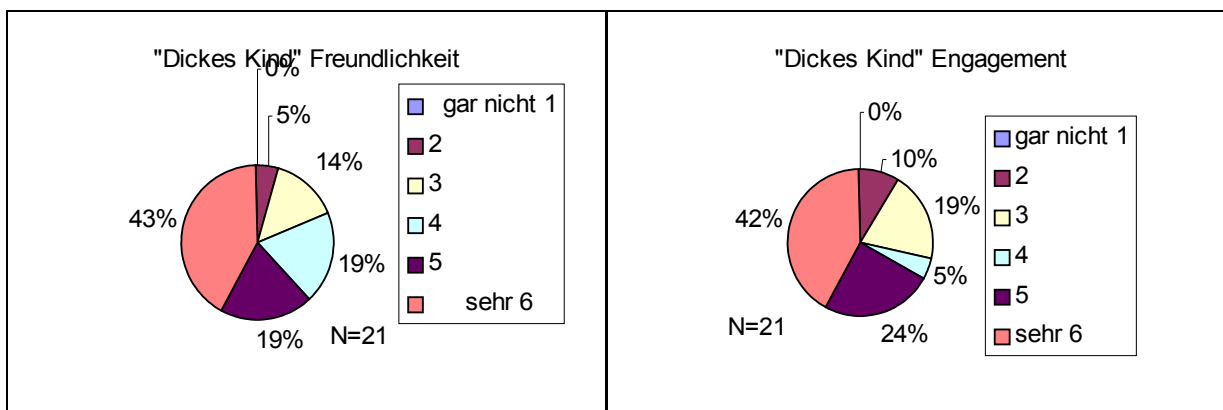 "Dickes Kind" Freundlichkeit
0%
5%
14%
43%
19%
19%
N=21
gar nicht 1
2
3
4
5
sehr 6
"Dickes Kind" Engagement
0%
10%
19%
42%
5%
24%
N=21
gar nicht 1
2
3
4
5
sehr 6